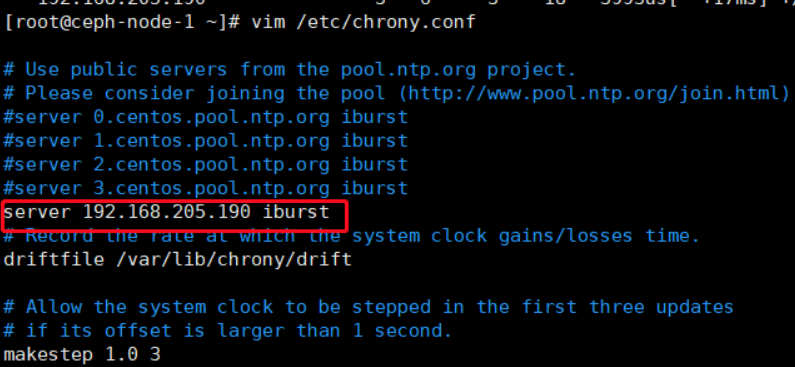 [root@ceph-node-1 ~]# vim /etc/chrony.conf
# Use public servers from the pool.ntp.org project.
# Please consider joining the pool (http://www.pool.ntp.org/join.html)
#server 0.centos.pool.ntp.org iburst
#server 1.centos.pool.ntp.org iburst
#server 2.centos.pool.ntp.org iburst
#server 3.centos.pool.ntp.org iburst
server 192.168.205.190 iburst
# Record the rate at which the system clock gains/losses time.
driftfile /var/lib/chrony/drift
# Allow the system clock to be stepped in the first three updates
# if its offset is larger than 1 second.
makestep 1.0 3